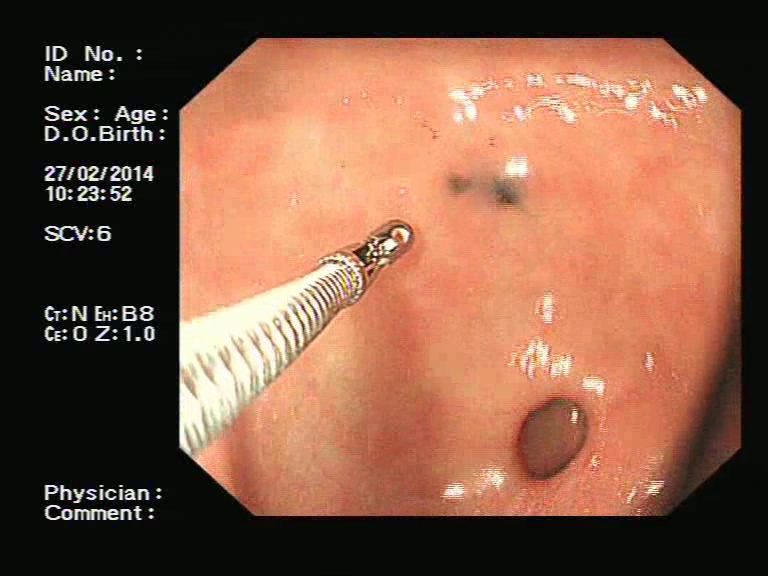 ID No. :
Name:
Sex: Age:
D.O.Birth:
27/02/2014
10:23:52
SCV:6
CT:N EH:B8
CE:0 Z:1.0
Physician:
Comment: